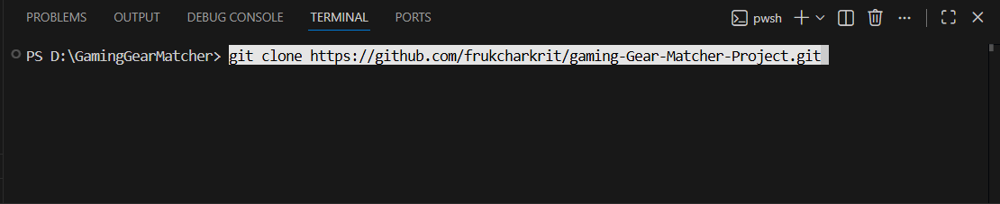 PROBLEMS OUTPUT DEBUG CONSOLE TERMINAL PORTS pwsh
PS D:\GamingGearMatcher> git clone https://github.com/frukcharkrit/gaming-Gear-Matcher-Project.git